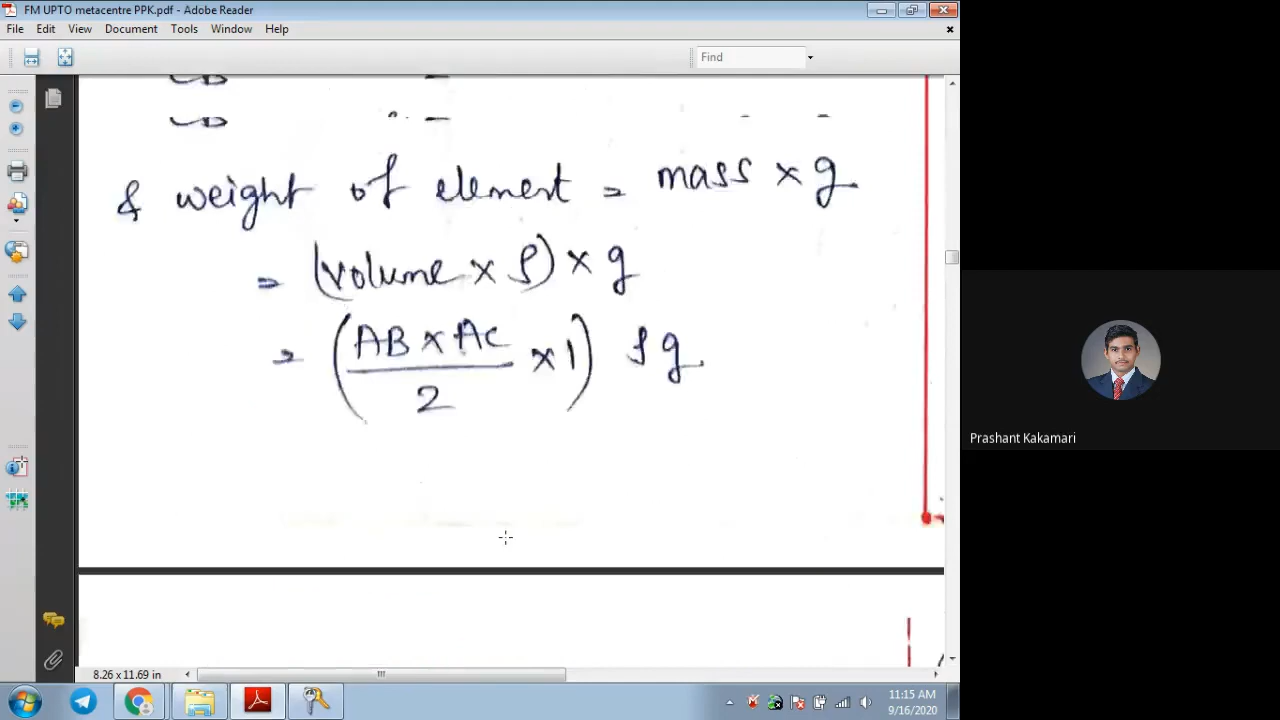 FM UPTO metacentre PPK.pdf - Adobe Reader
File Edit View Document Tools Window Help
Find
& weight of element = mass × g
= (volume × ρ) × g
= (AB × AC / 2 × 1) ρ g
Prashant Kakamari
8.26 x 11.69 in
11:15 AM
9/16/2020